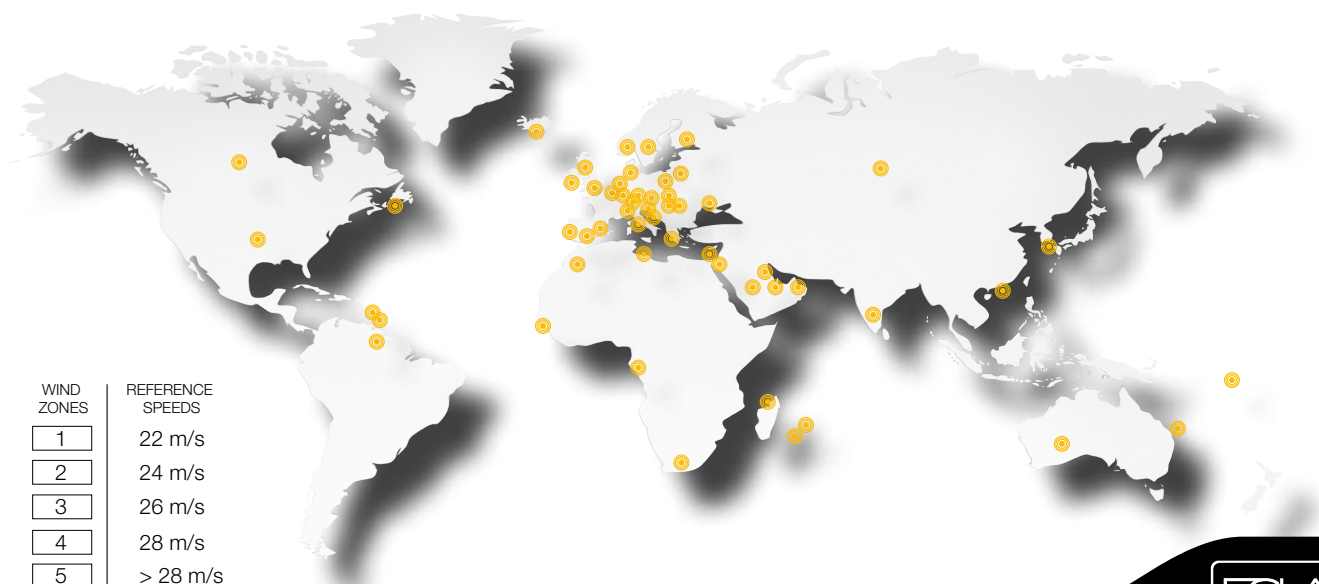 WIND ZONES
REFERENCE SPEEDS
1 22 m/s
2 24 m/s
3 26 m/s
4 28 m/s
5 > 28 m/s